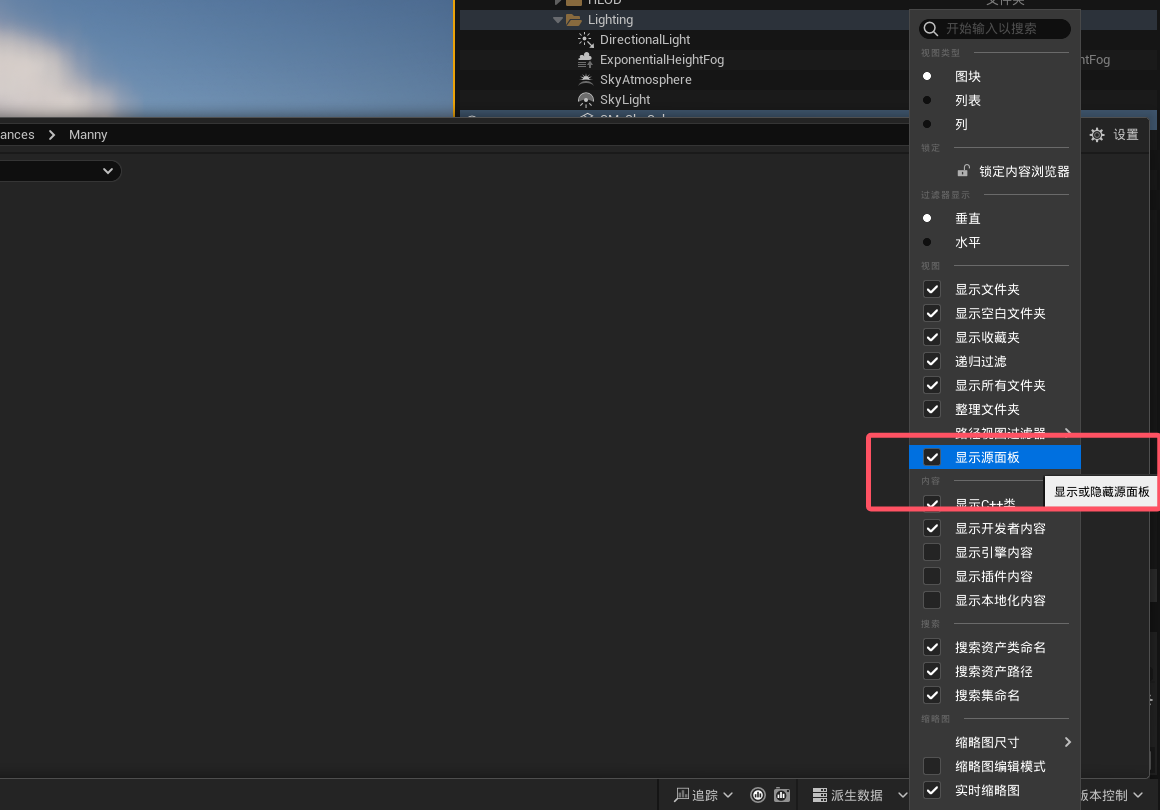 HLOD
文件夹
Lighting
DirectionalLight
ExponentialHeightFog
htFog
SkyAtmosphere
SkyLight
ances
Manny
设置
开始输入以搜索
视图类型
图块
列表
列
锁定
锁定内容浏览器
过滤器显示
垂直
水平
视图
显示文件夹
显示空白文件夹
显示收藏夹
递归过滤
显示所有文件夹
整理文件夹
路径视图过滤器
显示源面板
内容
显示或隐藏源面板
显示C++类
显示开发者内容
显示引擎内容
显示插件内容
显示本地化内容
搜索
搜索资产类命名
搜索资产路径
搜索集命名
缩略图
缩略图尺寸
缩略图编辑模式
实时缩略图
追踪
派生数据
版本控制